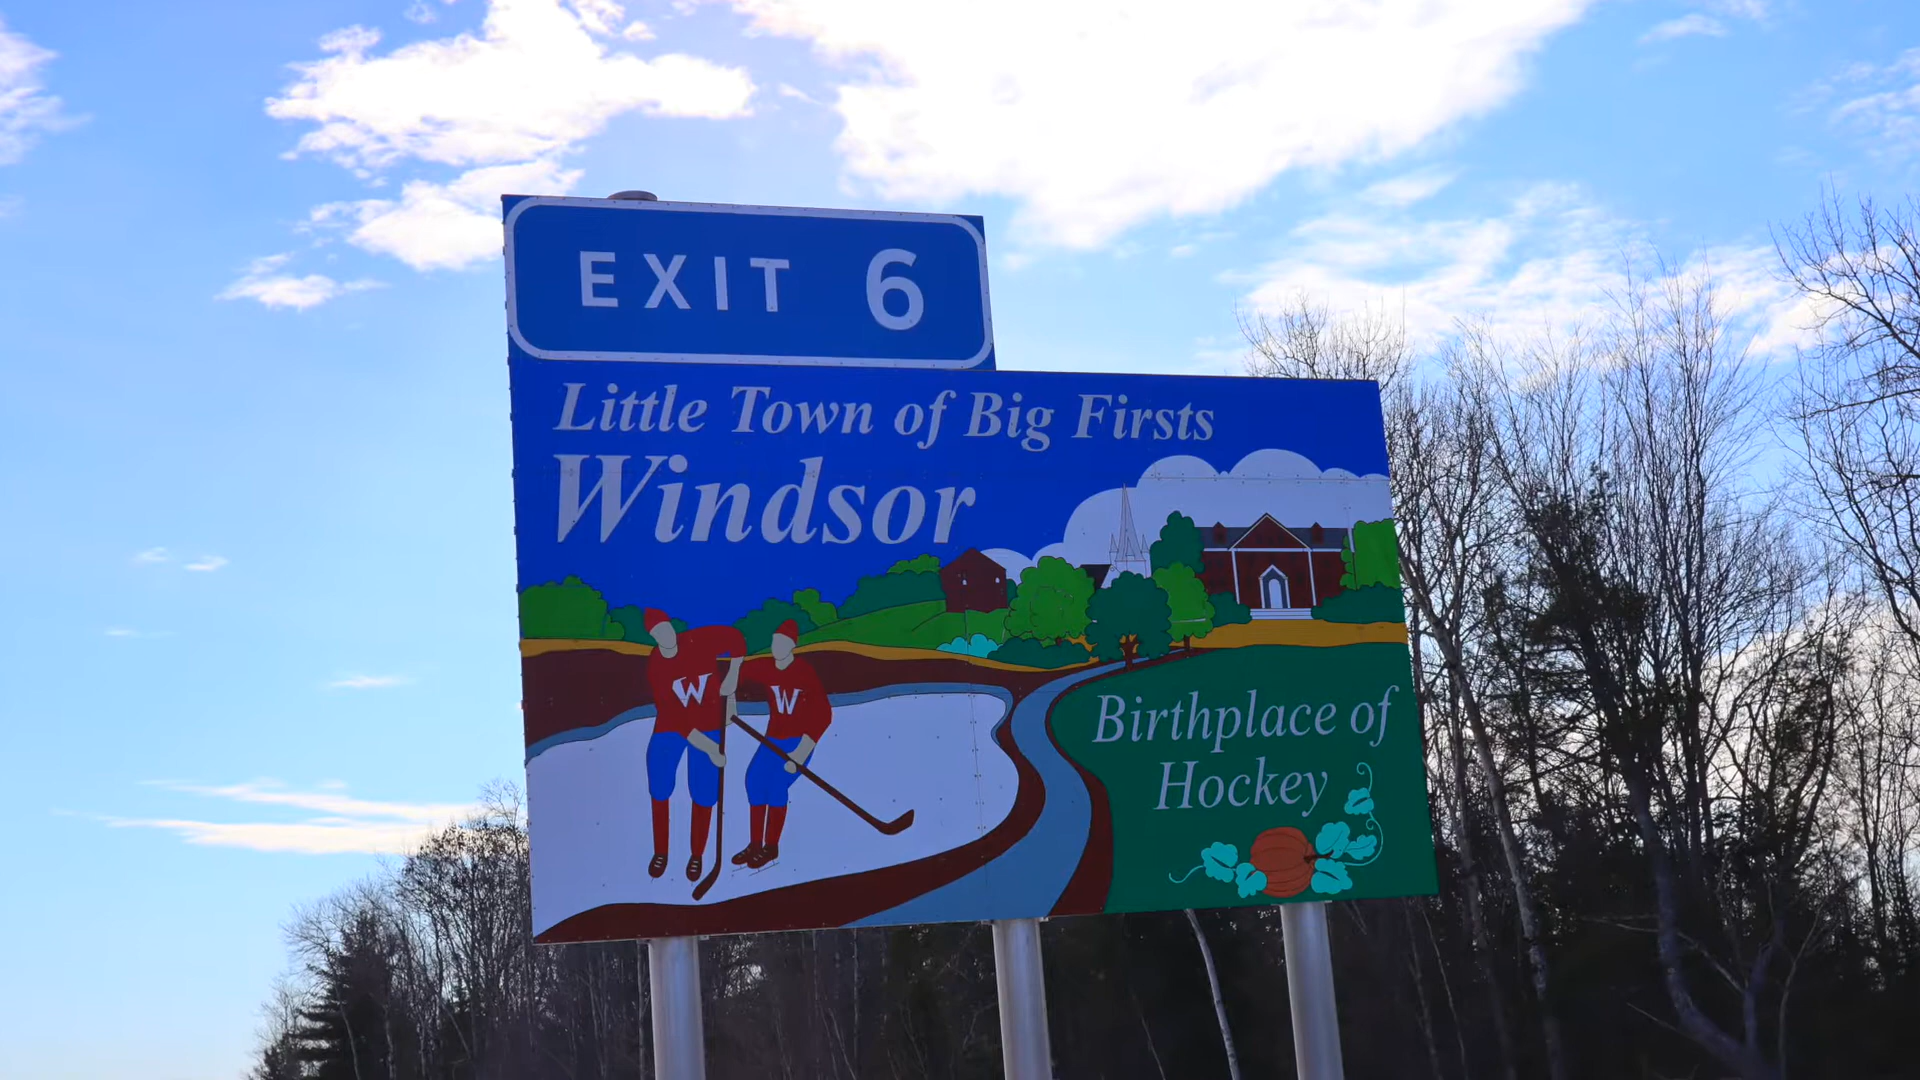 EXIT 6
Little Town of Big Firsts
Windsor
W W
Birthplace of
Hockey